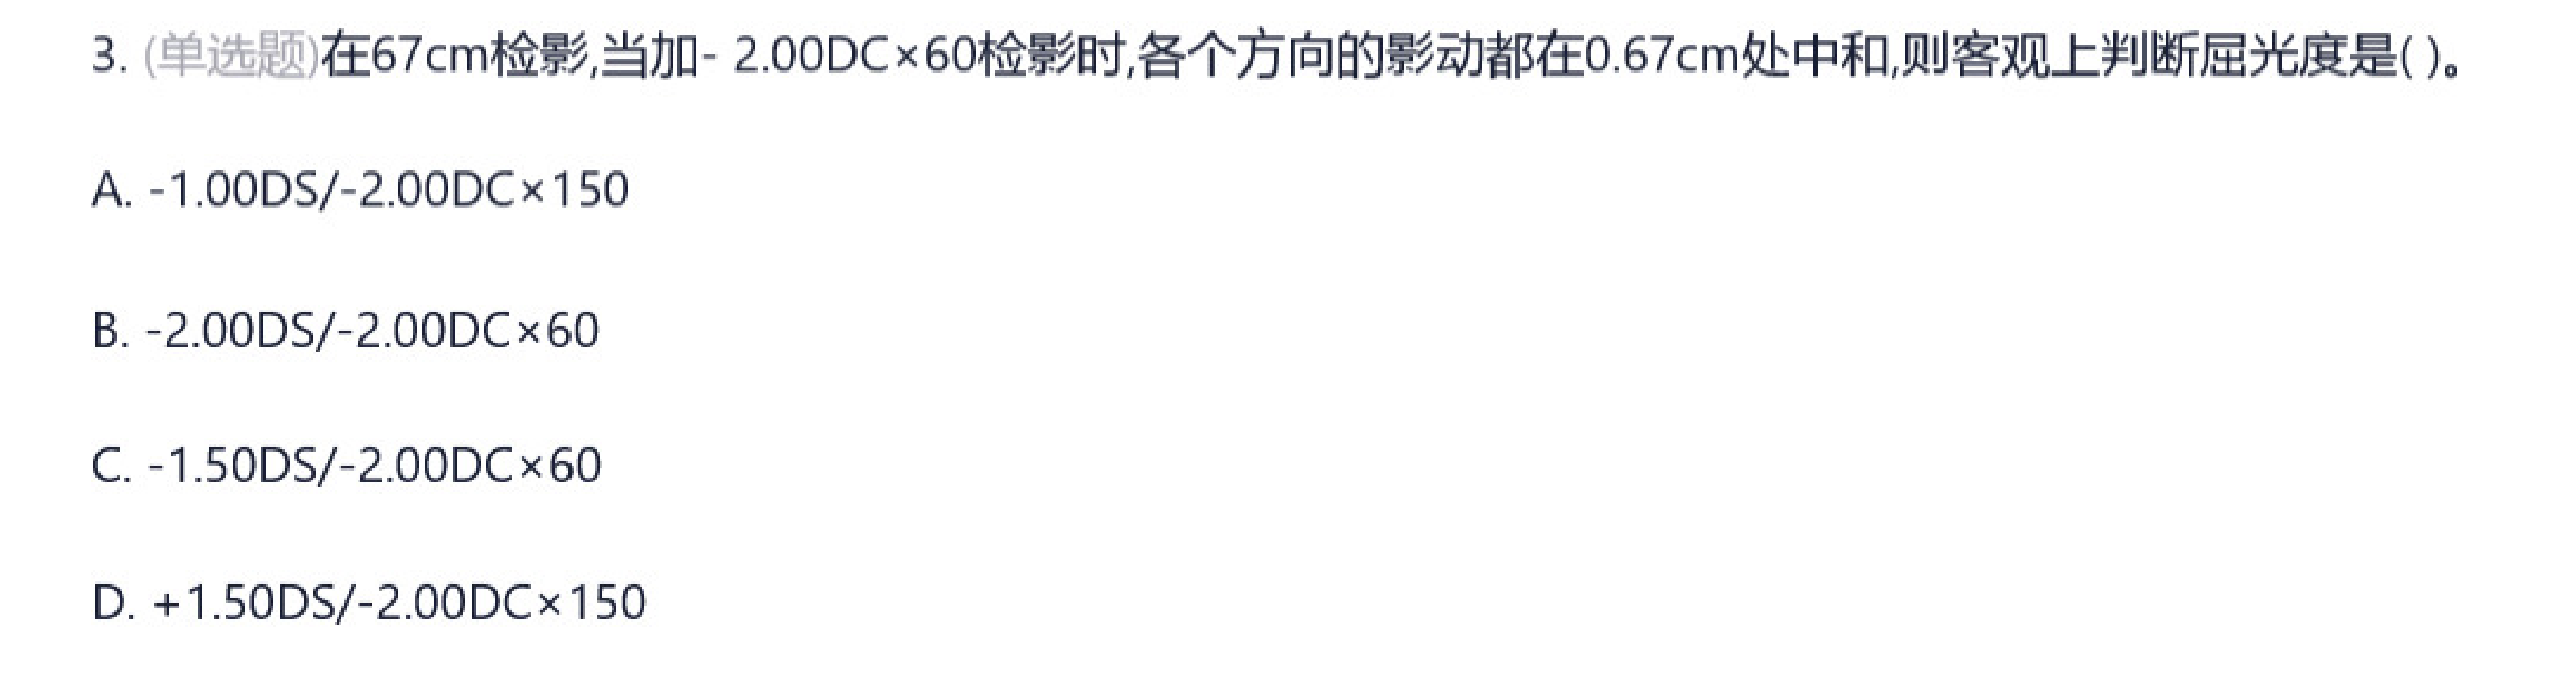 3. (单选题)在67cm检影,当加- 2.00DC×60检影时,各个方向的影动都在0.67cm处中和,则客观上判断屈光度是( )。
A. -1.00DS/-2.00DC×150
B. -2.00DS/-2.00DC×60
C. -1.50DS/-2.00DC×60
D. +1.50DS/-2.00DC×150